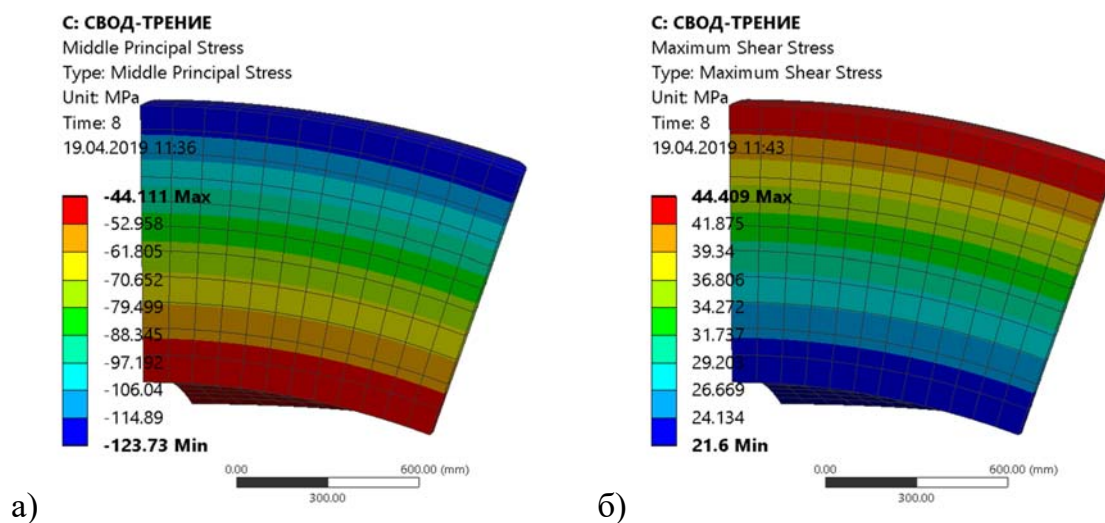 C: СВОД-ТРЕНИЕ
Middle Principal Stress
Type: Middle Principal Stress
Unit: MPa
Time: 8
19.04.2019 11:36
-44.111 Max
-52.958
-61.805
-70.652
-79.499
-88.345
-97.192
-106.04
-114.89
-123.73 Min
0.00
600.00 (mm)
300.00
а)
C: СВОД-ТРЕНИЕ
Maximum Shear Stress
Type: Maximum Shear Stress
Unit: MPa
Time: 8
19.04.2019 11:43
44.409 Max
41.875
39.34
36.806
34.272
31.737
29.203
26.669
24.134
21.6 Min
0.00
600.00 (mm)
300.00
б)